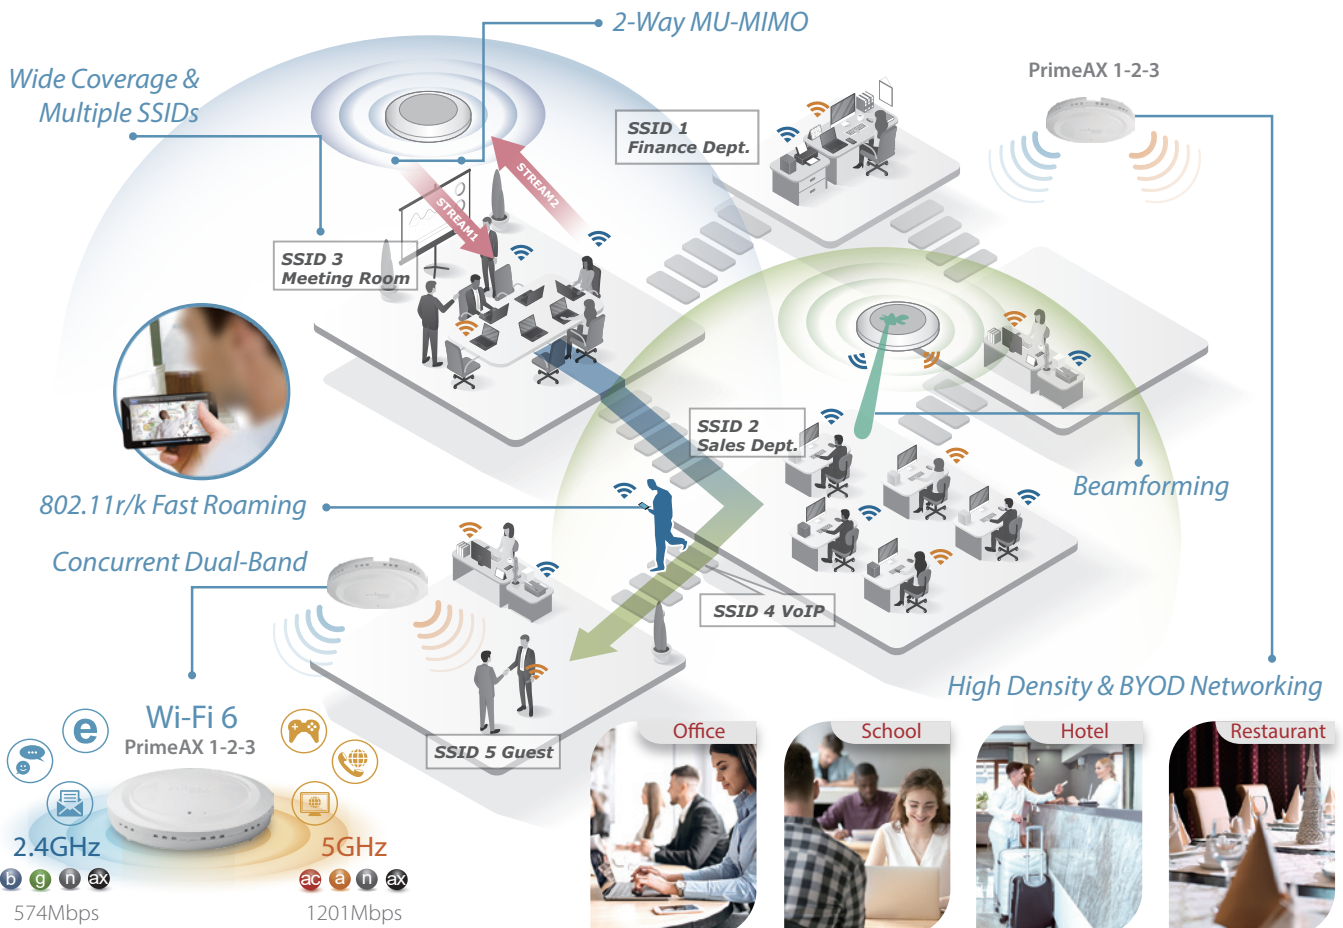 2-Way MU-MIMO
Wide Coverage &
Multiple SSIDs
PrimeAX 1-2-3
SSID 1
Finance Dept.
STREAM1
STREAM2
SSID 3
Meeting Room
SSID 2
Sales Dept.
Beamforming
802.11r/k Fast Roaming
Concurrent Dual-Band
SSID 4 VoIP
High Density & BYOD Networking
SSID 5 Guest
Wi-Fi 6
PrimeAX 1-2-3
e
2.4GHz
b g n ax
574Mbps
5GHz
ac a n ax
1201Mbps
Office
School
Hotel
Restaurant